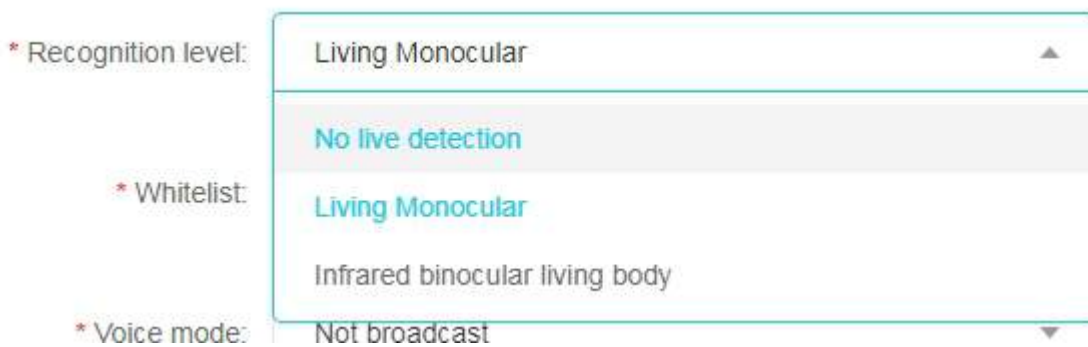 * Recognition level: Living Monocular
No live detection
* Whitelist:
Living Monocular
Infrared binocular living body
* Voice mode: Not broadcast